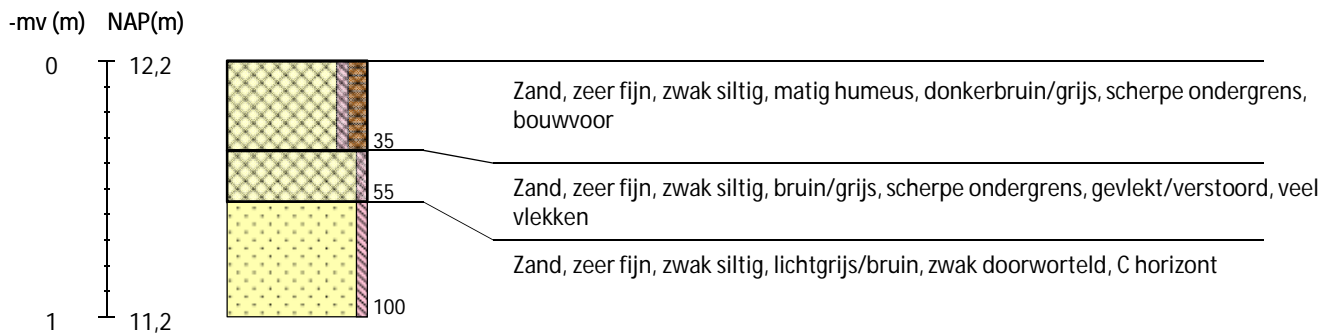 -mv (m) NAP(m)
0 12,2
Zand, zeer fijn, zwak siltig, matig humeus, donkerbruin/grijs, scherpe ondergrens,
bouwvoor
35
Zand, zeer fijn, zwak siltig, bruin/grijs, scherpe ondergrens, gevlekt/verstoord, veel
vlekken
55
Zand, zeer fijn, zwak siltig, lichtgrijs/bruin, zwak doorworteld, C horizont
100
1 11,2